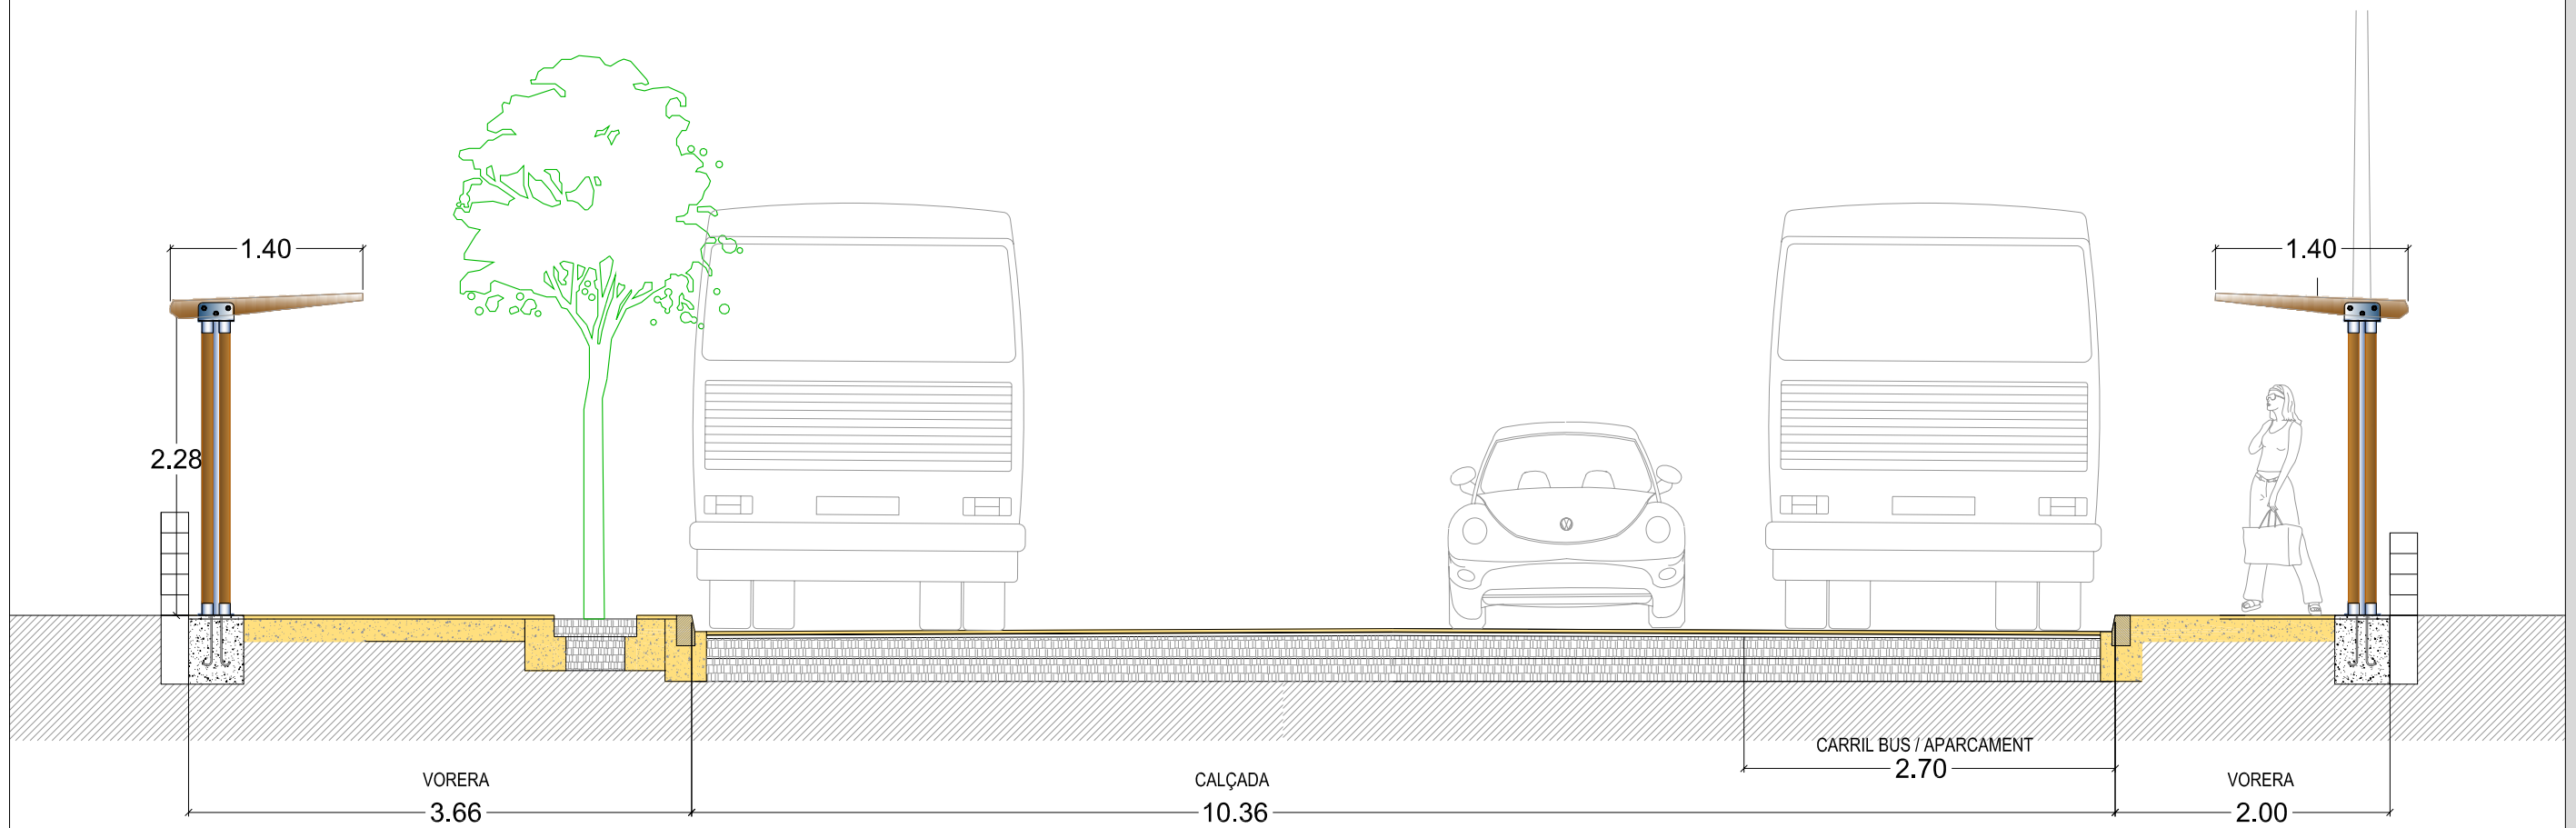 1.40
1.40
2.28
CARRIL BUS / APARCAMENT
2.70
VORERA
3.66
CALÇADA
10.36
VORERA
2.00